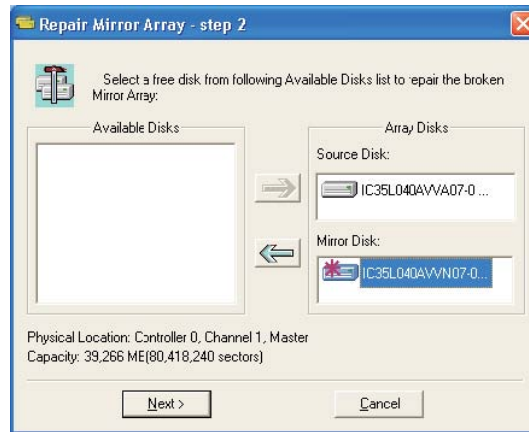 Repair Mirror Array - step 2
Select a free disk from following Available Disks list to repair the broken
Mirror Array:
Available Disks
Array Disks
Source Disk:
IC35L040AVVA07-0 ...
Mirror Disk:
IC35L040AVVN07-0...
Physical Location: Controller 0, Channel 1, Master
Capacity: 39,266 ME(80,418,240 sectors)
Next >
Cancel